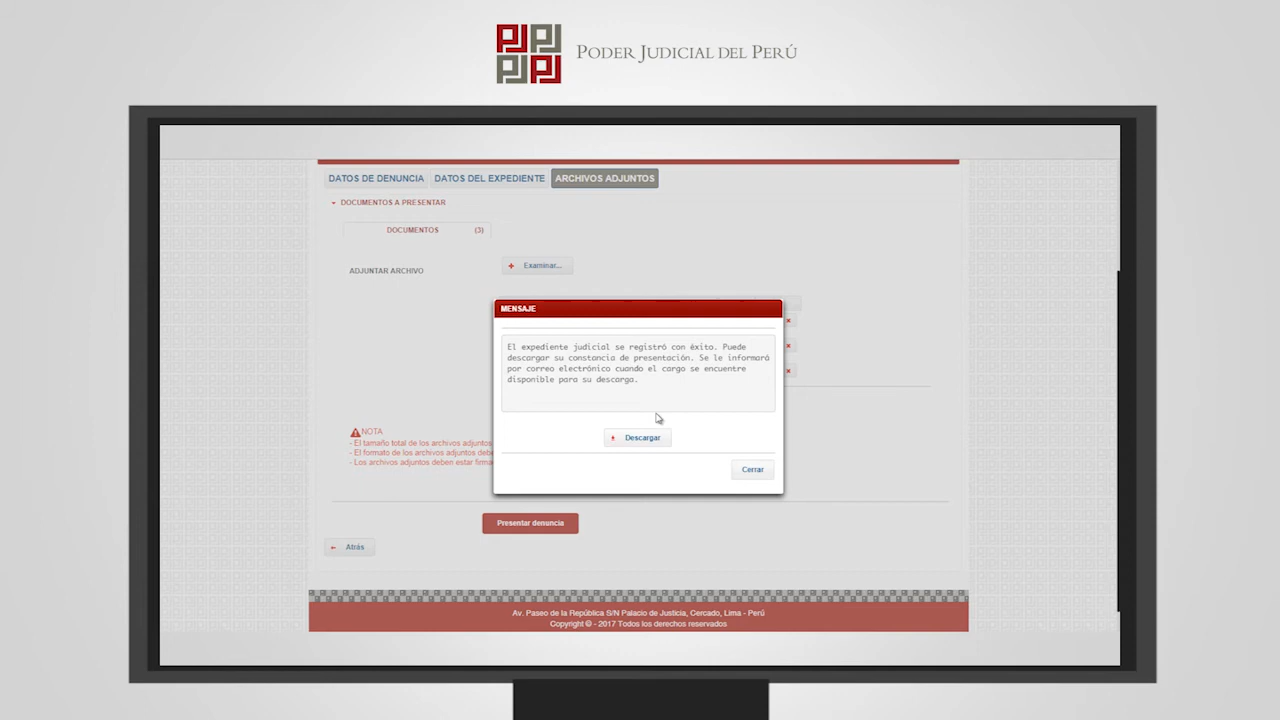 PODER JUDICIAL DEL PERÚ
DATOS DE DENUNCIA DATOS DEL EXPEDIENTE ARCHIVOS ADJUNTOS
DOCUMENTOS A PRESENTAR
DOCUMENTOS (3)
ADJUNTAR ARCHIVO Examinar...
MENSAJE
El expediente judicial se registró con éxito. Puede
descargar su constancia de presentación. Se le informará
por correo electrónico cuando el cargo se encuentre
disponible para su descarga.
Descargar
Cerrar
NOTA
- El tamaño total de los archivos adjuntos
- El formato de los archivos adjuntos debe
- Los archivos adjuntos deben estar firma
Presentar denuncia
Atrás
Av. Paseo de la República S/N Palacio de Justicia, Cercado, Lima - Perú
Copyright © - 2017 Todos los derechos reservados